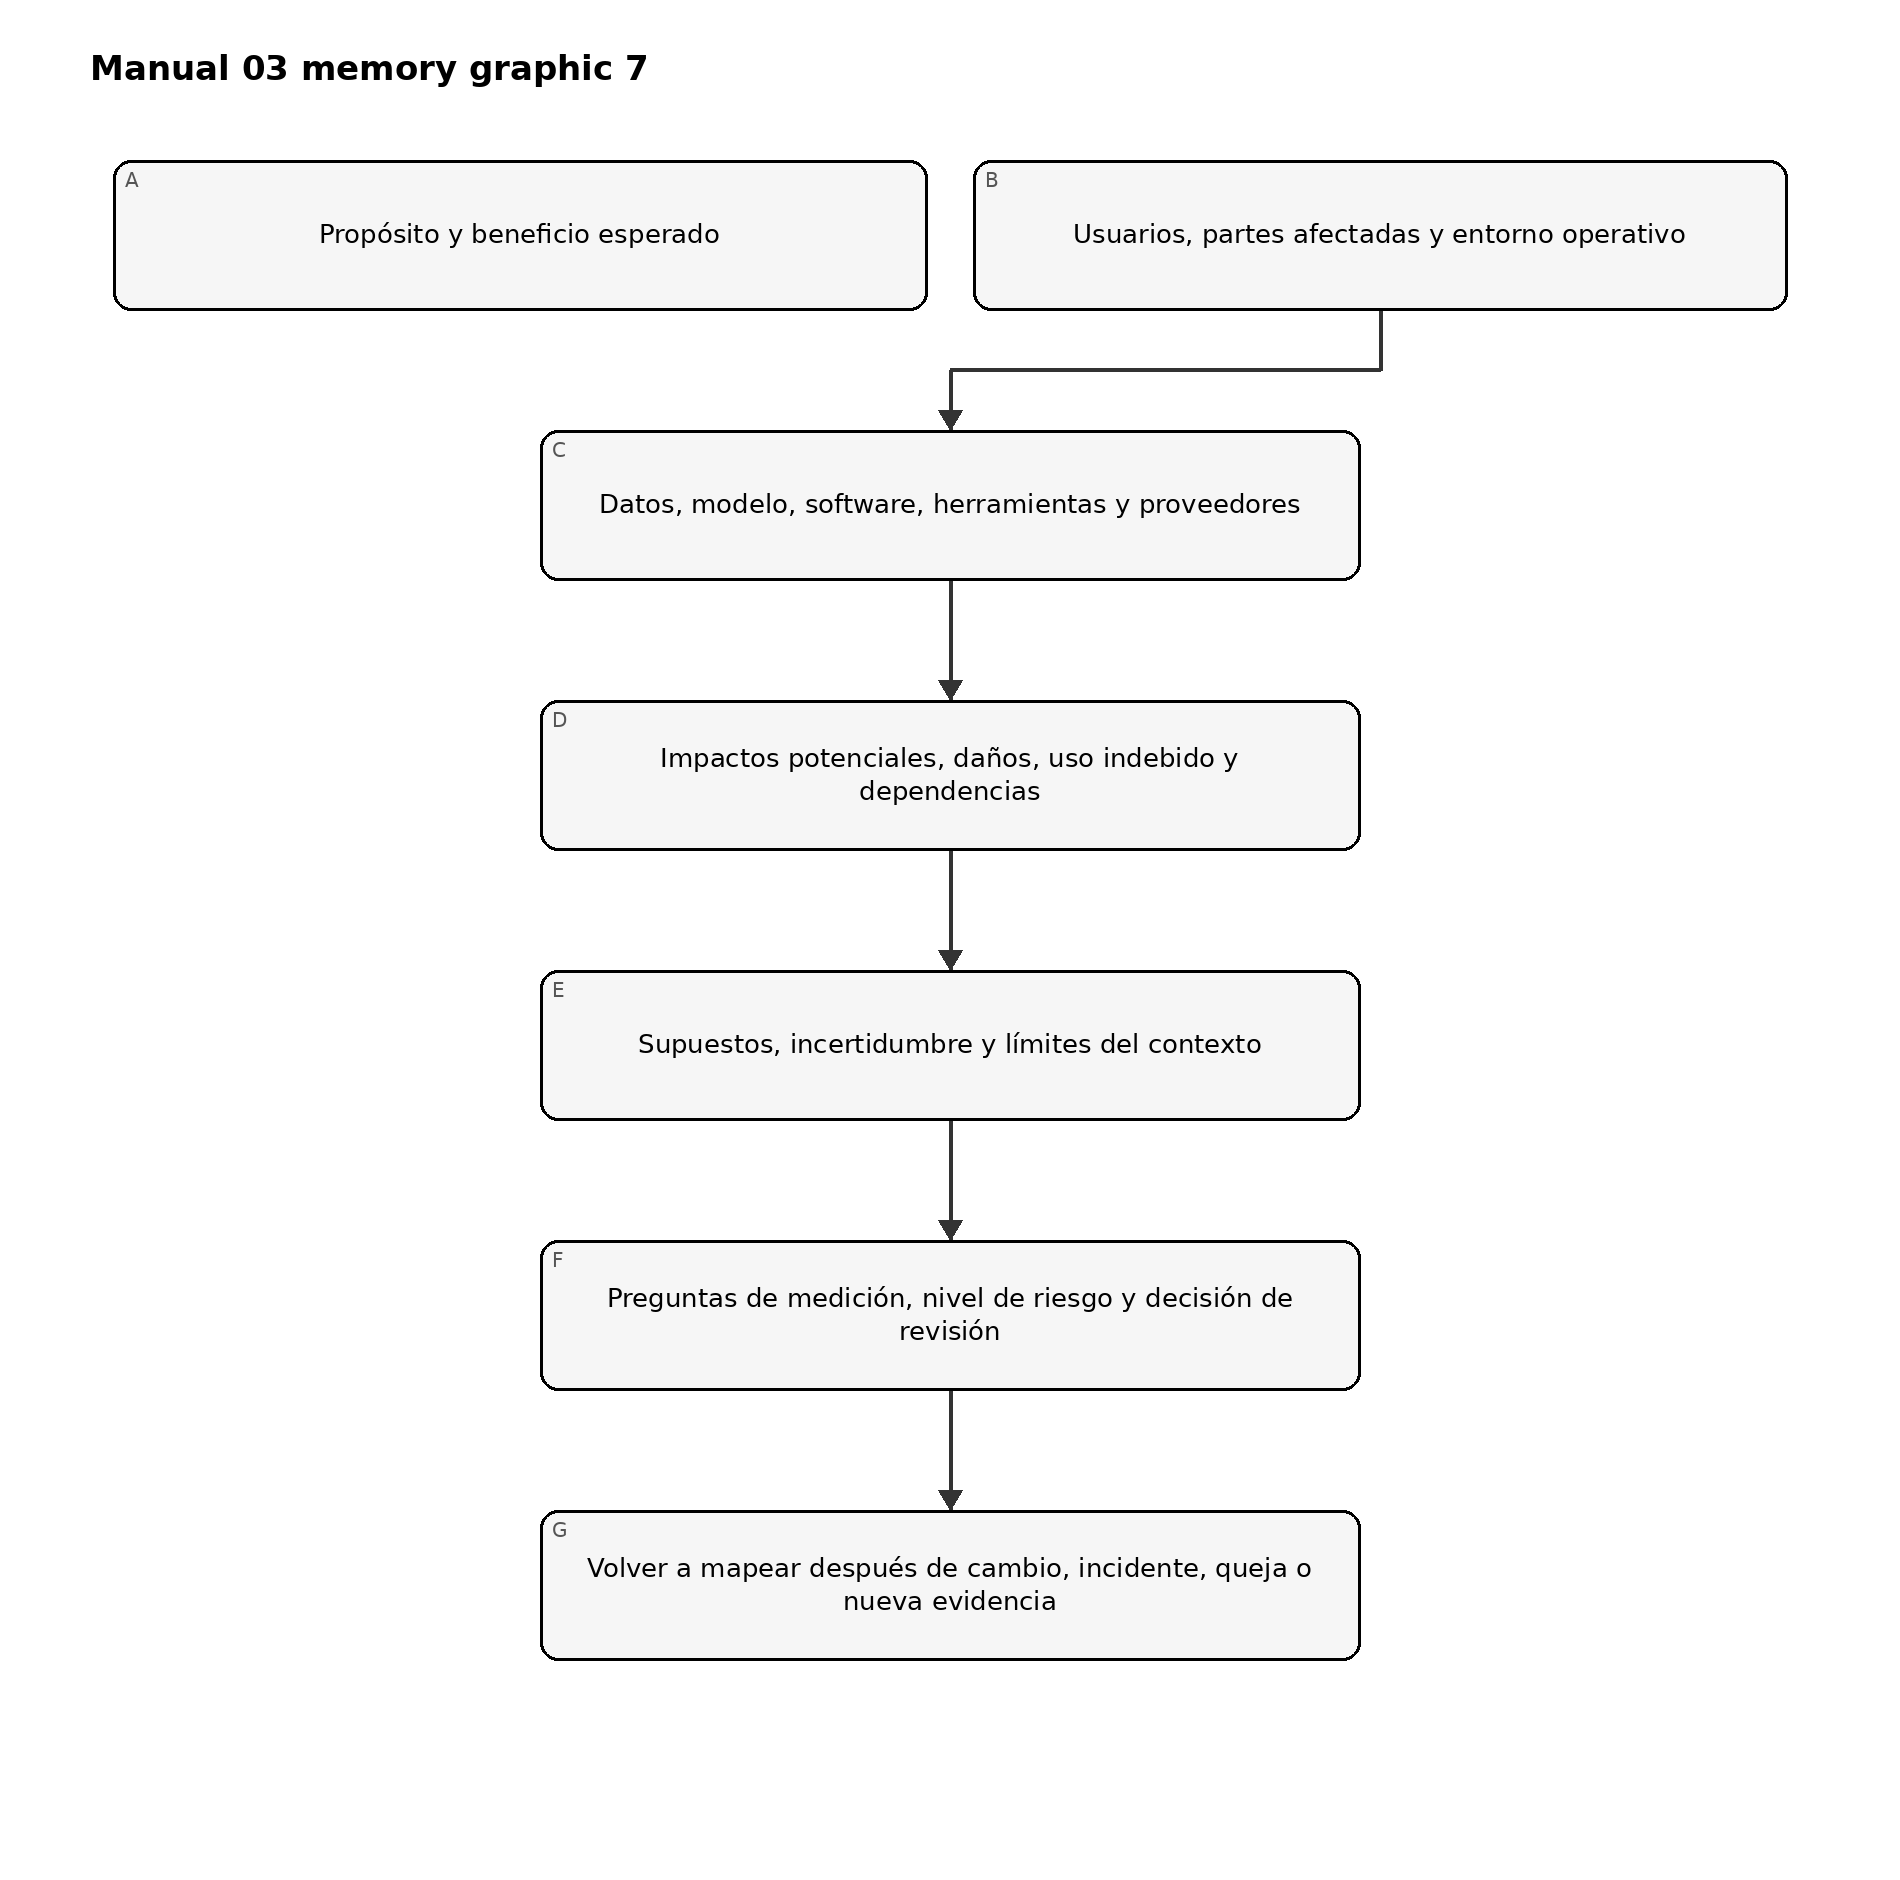 Manual 03 memory graphic 7
A
Propósito y beneficio esperado
B
Usuarios, partes afectadas y entorno operativo
C
Datos, modelo, software, herramientas y proveedores
D
Impactos potenciales, daños, uso indebido y
dependencias
E
Supuestos, incertidumbre y límites del contexto
F
Preguntas de medición, nivel de riesgo y decisión de
revisión
G
Volver a mapear después de cambio, incidente, queja o
nueva evidencia